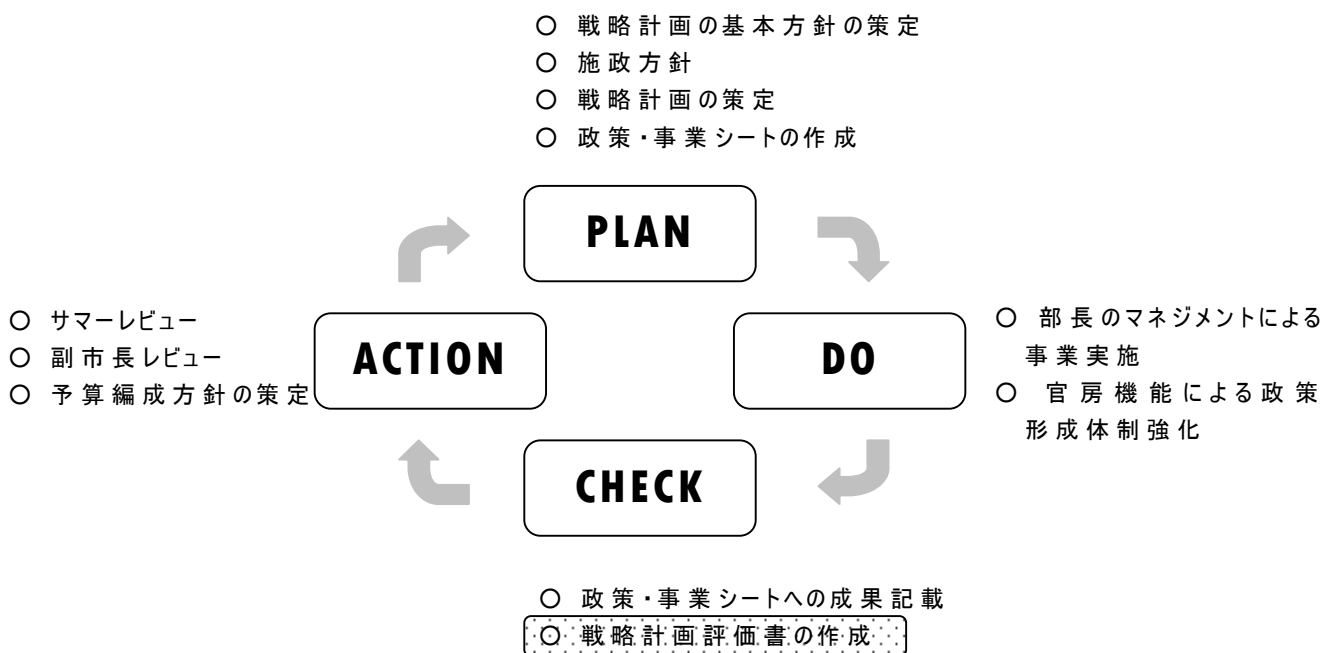 ○ 戦略計画の基本方針の策定
○ 施政方針
○ 戦略計画の策定
○ 政策・事業シートの作成
PLAN
○ サマーレビュー
○ 副市長レビュー
○ 予算編成方針の策定
ACTION
DO
○ 部長のマネジメントによる
事業実施
○ 官房機能による政策
形成体制強化
CHECK
○ 政策・事業シートへの成果記載
○ 戦略計画評価書の作成